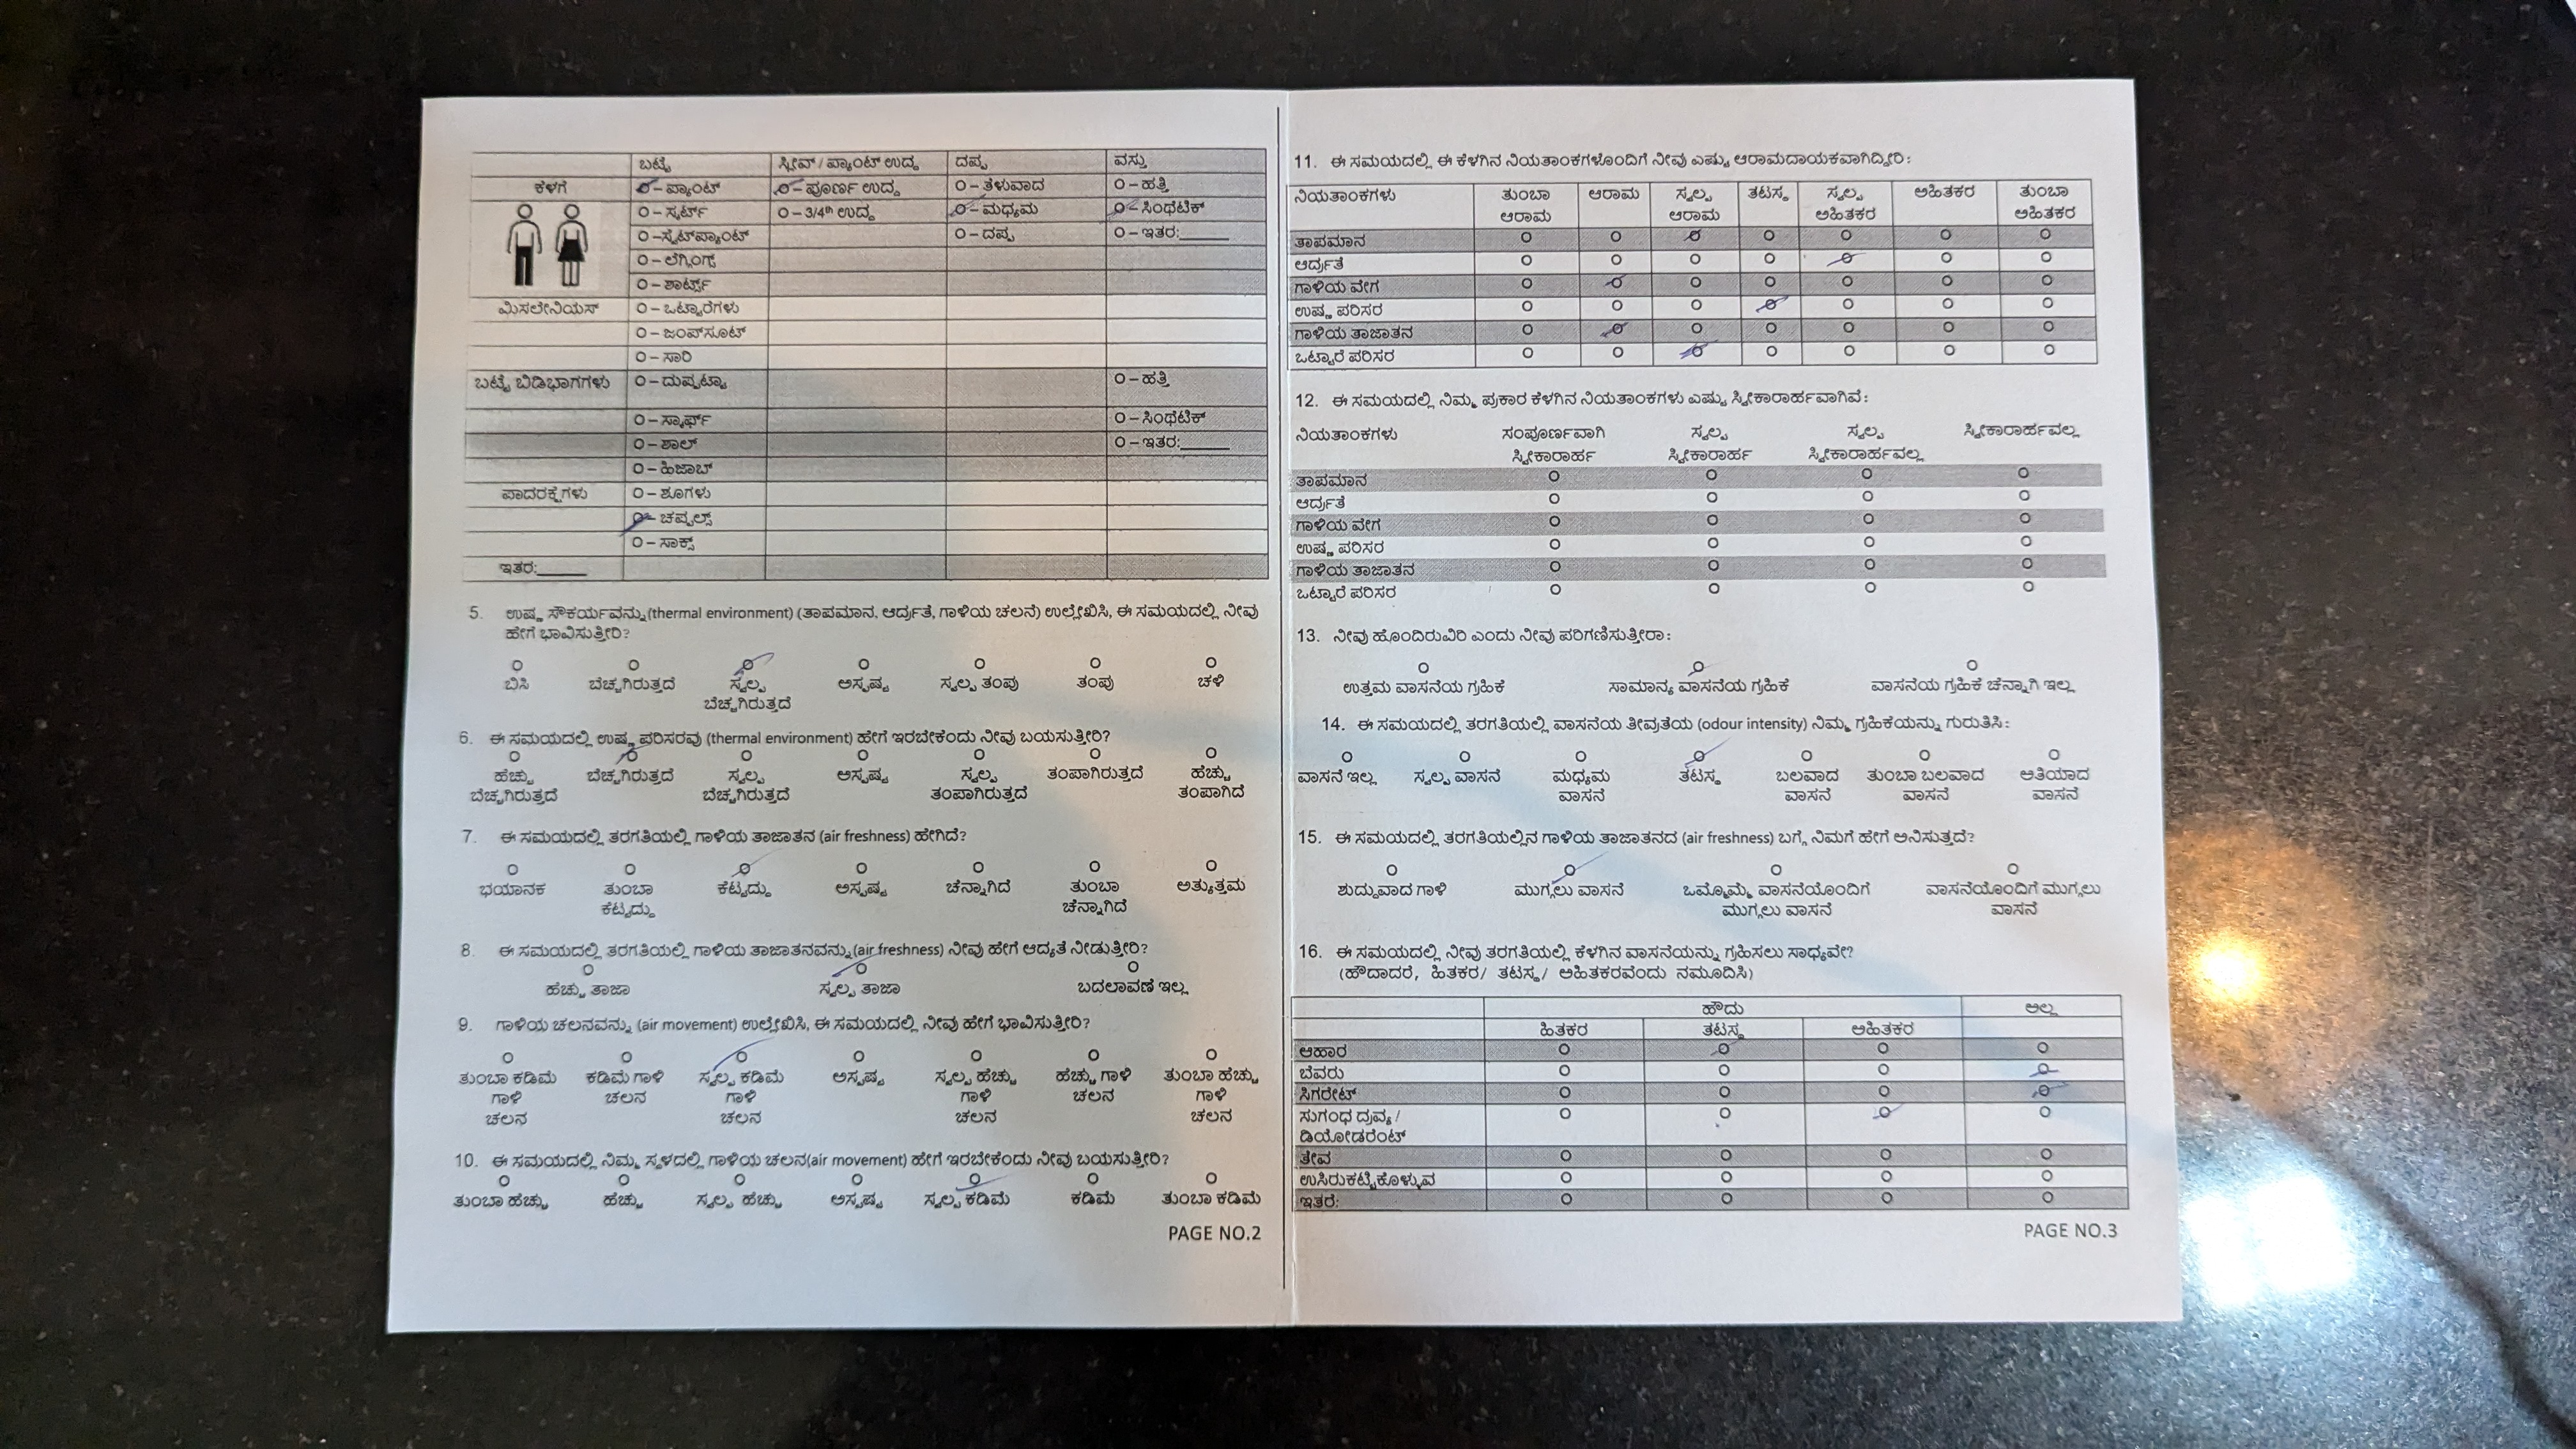 ಬಟ್ಟೆ ಸ್ಲೀವ್ / ಪ್ಯಾಂಟ್ ಉದ್ದ ದಪ್ಪ ವಸ್ತು
ಕೆಳಗೆ O – ಪ್ಯಾಂಟ್ O – ಪೂರ್ಣ ಉದ್ದ O – ತೆಳುವಾದ O – ಹತ್ತಿ
O – ಸ್ಕರ್ಟ್ O – 3/4th ಉದ್ದ O – ಮಧ್ಯಮ O – ಸಿಂಥೆಟಿಕ್
O –ಸ್ವೆಟ್‌ಪ್ಯಾಂಟ್ O – ದಪ್ಪ O – ಇತರ:______
O – ಲೆಗ್ಗಿಂಗ್ಸ್
O – ಶಾರ್ಟ್ಸ್
ಮಿಸಲೇನಿಯಸ್ O – ಒಟ್ಟಾರೆಗಳು
O – ಜಂಪ್‌ಸೂಟ್
O – ಸಾರಿ
ಬಟ್ಟೆ ಬಿಡಿಭಾಗಗಳು O – ದುಪ್ಪಟ್ಟಾ O – ಹತ್ತಿ
O – ಸ್ಕಾರ್ಫ್ O – ಸಿಂಥೆಟಿಕ್
O – ಶಾಲ್ O – ಇತರ:______
O – ಹಿಜಾಬ್
ಪಾದರಕ್ಷೆಗಳು O – ಶೂಗಳು
O – ಚಪ್ಪಲ್ಸ್
O – ಸಾಕ್ಸ್
ಇತರ:______
5. ಉಷ್ಣ ಸೌಕರ್ಯವನ್ನು (thermal environment) (ತಾಪಮಾನ, ಆರ್ದ್ರತೆ, ಗಾಳಿಯ ಚಲನೆ) ಉಲ್ಲೇಖಿಸಿ, ಈ ಸಮಯದಲ್ಲಿ ನೀವು
ಹೇಗೆ ಭಾವಿಸುತ್ತೀರಿ?
O O O O O O O
ಬಿಸಿ ಬೆಚ್ಚಗಿರುತ್ತದೆ ಸ್ವಲ್ಪ ಅಸ್ಪಷ್ಟ ಸ್ವಲ್ಪ ತಂಪು ತಂಪು ಚಳಿ
ಬೆಚ್ಚಗಿರುತ್ತದೆ
6. ಈ ಸಮಯದಲ್ಲಿ ಉಷ್ಣ ಪರಿಸರವು (thermal environment) ಹೇಗೆ ಇರಬೇಕೆಂದು ನೀವು ಬಯಸುತ್ತೀರಿ?
O O O O O O O
ಹೆಚ್ಚು ಬೆಚ್ಚಗಿರುತ್ತದೆ ಸ್ವಲ್ಪ ಅಸ್ಪಷ್ಟ ಸ್ವಲ್ಪ ತಂಪಾಗಿರುತ್ತದೆ ಹೆಚ್ಚು
ಬೆಚ್ಚಗಿರುತ್ತದೆ ಬೆಚ್ಚಗಿರುತ್ತದೆ ತಂಪಾಗಿರುತ್ತದೆ ತಂಪಾಗಿದೆ
7. ಈ ಸಮಯದಲ್ಲಿ ತರಗತಿಯಲ್ಲಿ ಗಾಳಿಯ ತಾಜಾತನ (air freshness) ಹೇಗಿದೆ?
O O O O O O O
ಭಯಾನಕ ತುಂಬಾ ಕೆಟ್ಟದ್ದು ಅಸ್ಪಷ್ಟ ಚೆನ್ನಾಗಿದೆ ತುಂಬಾ ಅತ್ಯುತ್ತಮ
ಕೆಟ್ಟದ್ದು ಚೆನ್ನಾಗಿದೆ
8. ಈ ಸಮಯದಲ್ಲಿ ತರಗತಿಯಲ್ಲಿ ಗಾಳಿಯ ತಾಜಾತನವನ್ನು (air freshness) ನೀವು ಹೇಗೆ ಆದ್ಯತೆ ನೀಡುತ್ತೀರಿ?
O O O
ಹೆಚ್ಚು ತಾಜಾ ಸ್ವಲ್ಪ ತಾಜಾ ಬದಲಾವಣೆ ಇಲ್ಲ
9. ಗಾಳಿಯ ಚಲನವನ್ನು (air movement) ಉಲ್ಲೇಖಿಸಿ, ಈ ಸಮಯದಲ್ಲಿ ನೀವು ಹೇಗೆ ಭಾವಿಸುತ್ತೀರಿ?
O O O O O O O
ತುಂಬಾ ಕಡಿಮೆ ಕಡಿಮೆ ಗಾಳಿ ಸ್ವಲ್ಪ ಕಡಿಮೆ ಅಸ್ಪಷ್ಟ ಸ್ವಲ್ಪ ಹೆಚ್ಚು ಹೆಚ್ಚು ಗಾಳಿ ತುಂಬಾ ಹೆಚ್ಚು
ಗಾಳಿ ಚಲನ ಗಾಳಿ ಗಾಳಿ ಚಲನ ಗಾಳಿ
ಚಲನ ಚಲನ ಚಲನ ಚಲನ
10. ಈ ಸಮಯದಲ್ಲಿ ನಿಮ್ಮ ಸ್ಥಳದಲ್ಲಿ ಗಾಳಿಯ ಚಲನ(air movement) ಹೇಗೆ ಇರಬೇಕೆಂದು ನೀವು ಬಯಸುತ್ತೀರಿ?
O O O O O O O
ತುಂಬಾ ಹೆಚ್ಚು ಹೆಚ್ಚು ಸ್ವಲ್ಪ ಹೆಚ್ಚು ಅಸ್ಪಷ್ಟ ಸ್ವಲ್ಪ ಕಡಿಮೆ ಕಡಿಮೆ ತುಂಬಾ ಕಡಿಮೆ
PAGE NO.2
11. ಈ ಸಮಯದಲ್ಲಿ ಈ ಕೆಳಗಿನ ನಿಯತಾಂಕಗಳೊಂದಿಗೆ ನೀವು ಎಷ್ಟು ಆರಾಮದಾಯಕವಾಗಿದ್ದೀರಿ:
ನಿಯತಾಂಕಗಳು ತುಂಬಾ ಆರಾಮ ಸ್ವಲ್ಪ ತಟಸ್ಥ ಸ್ವಲ್ಪ ಅಹಿತಕರ ತುಂಬಾ
ಆರಾಮ ಆರಾಮ ಅಹಿತಕರ ಅಹಿತಕರ
ತಾಪಮಾನ O O O O O O O
ಆರ್ದ್ರತೆ O O O O O O O
ಗಾಳಿಯ ವೇಗ O O O O O O O
ಉಷ್ಣ ಪರಿಸರ O O O O O O O
ಗಾಳಿಯ ತಾಜಾತನ O O O O O O O
ಒಟ್ಟಾರೆ ಪರಿಸರ O O O O O O O
12. ಈ ಸಮಯದಲ್ಲಿ ನಿಮ್ಮ ಪ್ರಕಾರ ಕೆಳಗಿನ ನಿಯತಾಂಕಗಳು ಎಷ್ಟು ಸ್ವೀಕಾರಾರ್ಹವಾಗಿವೆ:
ನಿಯತಾಂಕಗಳು ಸಂಪೂರ್ಣವಾಗಿ ಸ್ವಲ್ಪ ಸ್ವಲ್ಪ ಸ್ವೀಕಾರಾರ್ಹವಲ್ಲ
ಸ್ವೀಕಾರಾರ್ಹ ಸ್ವೀಕಾರಾರ್ಹ ಸ್ವೀಕಾರಾರ್ಹವಲ್ಲ
ತಾಪಮಾನ O O O O
ಆರ್ದ್ರತೆ O O O O
ಗಾಳಿಯ ವೇಗ O O O O
ಉಷ್ಣ ಪರಿಸರ O O O O
ಗಾಳಿಯ ತಾಜಾತನ O O O O
ಒಟ್ಟಾರೆ ಪರಿಸರ O O O O
13. ನೀವು ಹೊಂದಿರುವಿರಿ ಎಂದು ನೀವು ಪರಿಗಣಿಸುತ್ತೀರಾ:
O O O
ಉತ್ತಮ ವಾಸನೆಯ ಗ್ರಹಿಕೆ ಸಾಮಾನ್ಯ ವಾಸನೆಯ ಗ್ರಹಿಕೆ ವಾಸನೆಯ ಗ್ರಹಿಕೆ ಚೆನ್ನಾಗಿ ಇಲ್ಲ
14. ಈ ಸಮಯದಲ್ಲಿ ತರಗತಿಯಲ್ಲಿ ವಾಸನೆಯ ತೀವ್ರತೆಯ (odour intensity) ನಿಮ್ಮ ಗ್ರಹಿಕೆಯನ್ನು ಗುರುತಿಸಿ:
O O O O O O O
ವಾಸನೆ ಇಲ್ಲ ಸ್ವಲ್ಪ ವಾಸನೆ ಮಧ್ಯಮ ತಟಸ್ಥ ಬಲವಾದ ತುಂಬಾ ಬಲವಾದ ಅತಿಯಾದ
ವಾಸನೆ ವಾಸನೆ ವಾಸನೆ ವಾಸನೆ
15. ಈ ಸಮಯದಲ್ಲಿ ತರಗತಿಯಲ್ಲಿನ ಗಾಳಿಯ ತಾಜಾತನದ (air freshness) ಬಗ್ಗೆ ನಿಮಗೆ ಹೇಗೆ ಅನಿಸುತ್ತದೆ?
O O O O
ಶುದ್ಧವಾದ ಗಾಳಿ ಮುಗ್ಗಲು ವಾಸನೆ ಒಮ್ಮೊಮ್ಮೆ ವಾಸನೆಯೊಂದಿಗೆ ವಾಸನೆಯೊಂದಿಗೆ ಮುಗ್ಗಲು
ಮುಗ್ಗಲು ವಾಸನೆ ವಾಸನೆ
16. ಈ ಸಮಯದಲ್ಲಿ ನೀವು ತರಗತಿಯಲ್ಲಿ ಕೆಳಗಿನ ವಾಸನೆಯನ್ನು ಗ್ರಹಿಸಲು ಸಾಧ್ಯವೇ?
(ಹೌದಾದರೆ, ಹಿತಕರ/ ತಟಸ್ಥ/ ಅಹಿತಕರವೆಂದು ನಮೂದಿಸಿ)
ಹೌದು ಅಲ್ಲ
ಹಿತಕರ ತಟಸ್ಥ ಅಹಿತಕರ
ಆಹಾರ O O O O
ಬೆವರು O O O O
ಸಿಗರೇಟ್ O O O O
ಸುಗಂಧ ದ್ರವ್ಯ / O O O O
ಡಿಯೋಡರೆಂಟ್
ತೇವ O O O O
ಉಸಿರುಕಟ್ಟಿಕೊಳ್ಳುವ O O O O
ಇತರೆ: O O O O
PAGE NO.3